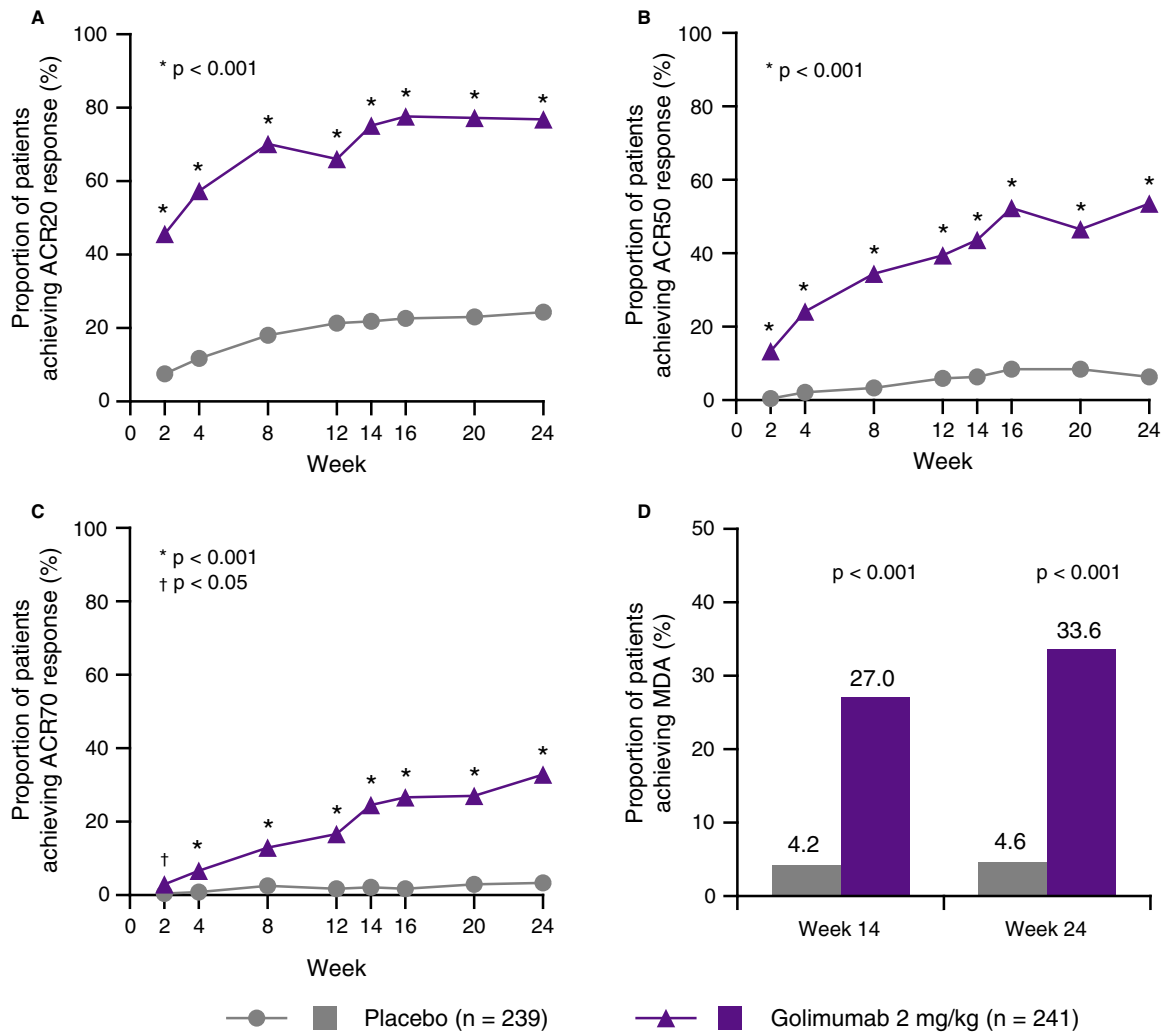 A
Proportion of patients
achieving ACR20 response (%)
100
80
60
40
20
0
* p < 0.001
* * * * * * * *
0 2 4 8 12 14 16 20 24
Week
B
Proportion of patients
achieving ACR50 response (%)
100
80
60
40
20
0
* p < 0.001
* * * * * * * *
0 2 4 8 12 14 16 20 24
Week
C
Proportion of patients
achieving ACR70 response (%)
100
80
60
40
20
0
* p < 0.001
† p < 0.05
† * * * * * * *
0 2 4 8 12 14 16 20 24
Week
D
Proportion of patients
achieving MDA (%)
50
40
30
20
10
0
p < 0.001 p < 0.001
4.2 27.0 4.6 33.6
Week 14 Week 24
Placebo (n = 239) Golimumab 2 mg/kg (n = 241)